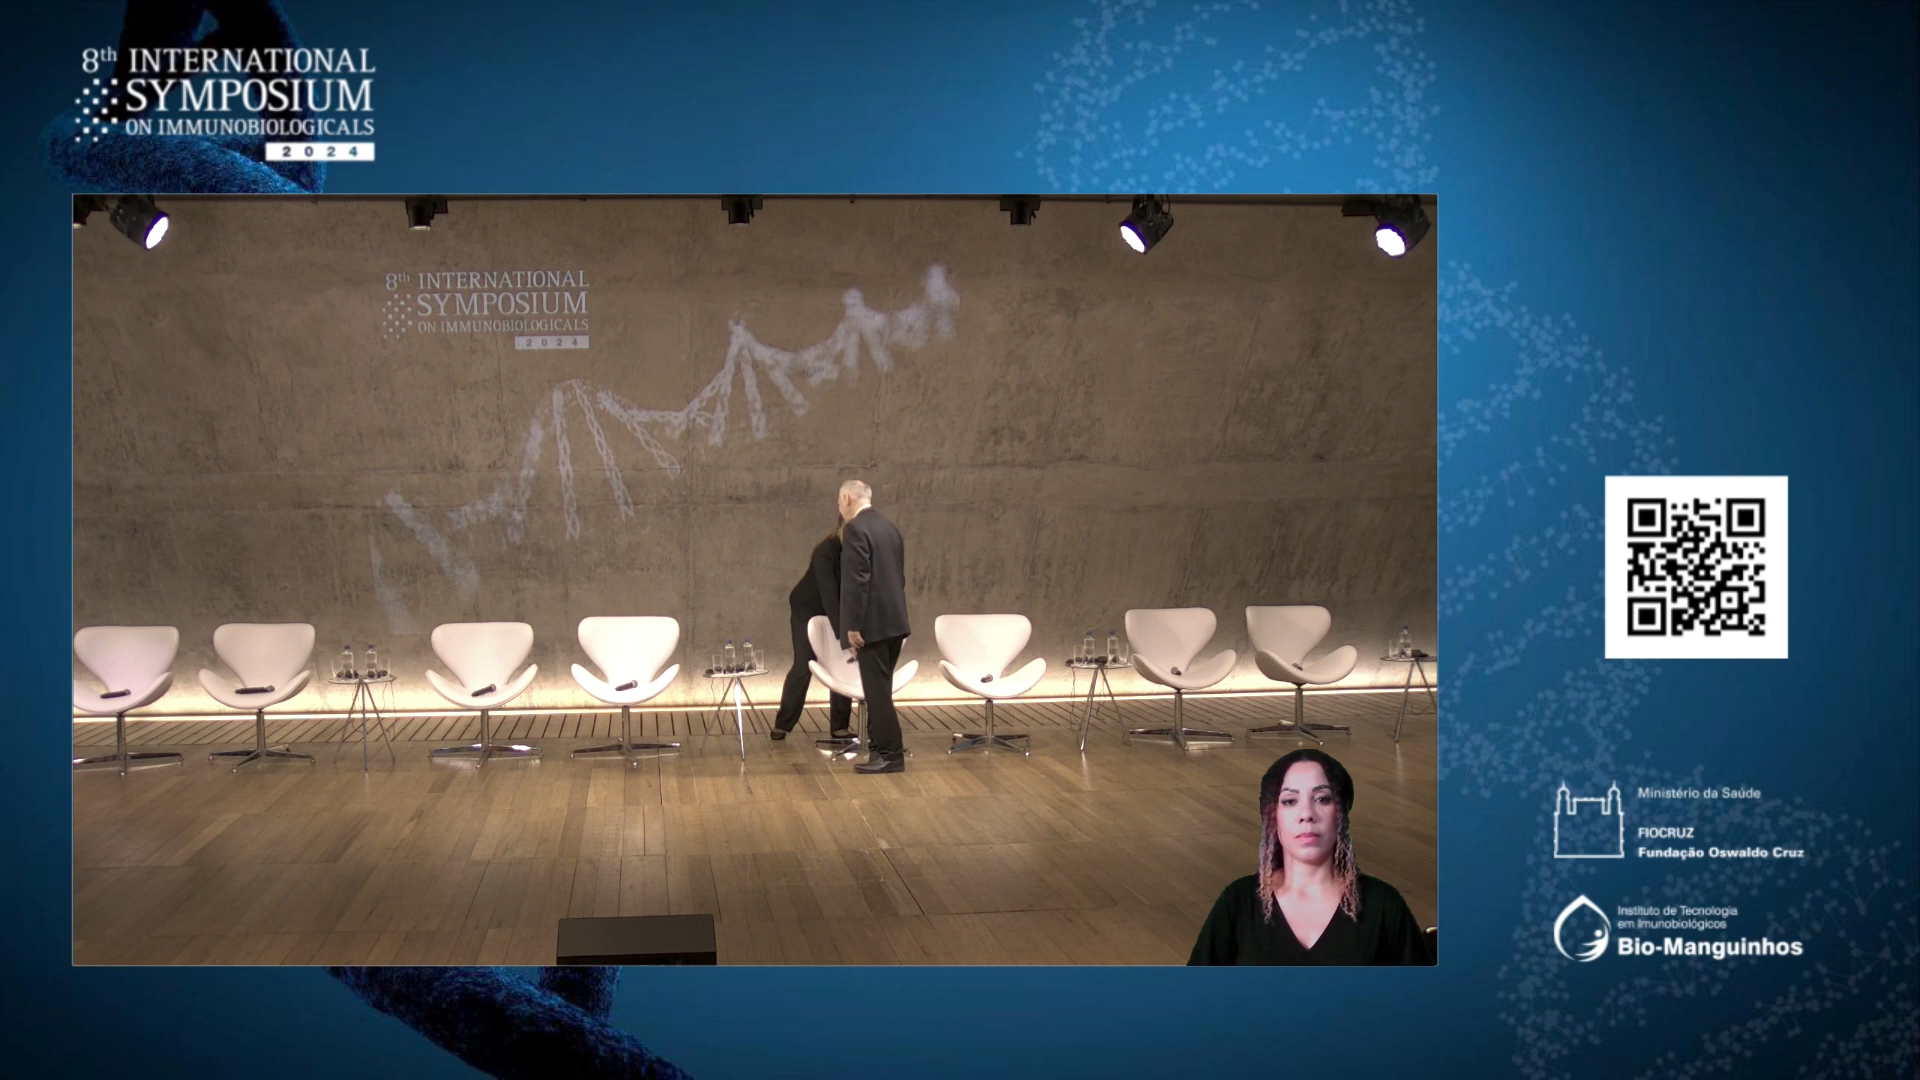 8th INTERNATIONAL
SYMPOSIUM
ON IMMUNOBIOLOGICALS
2024
8th INTERNATIONAL
SYMPOSIUM
ON IMMUNOBIOLOGICALS
2024
Ministério da Saúde
FIOCRUZ
Fundação Oswaldo Cruz
Instituto de Tecnologia
em Imunobiológicos
Bio-Manguinhos